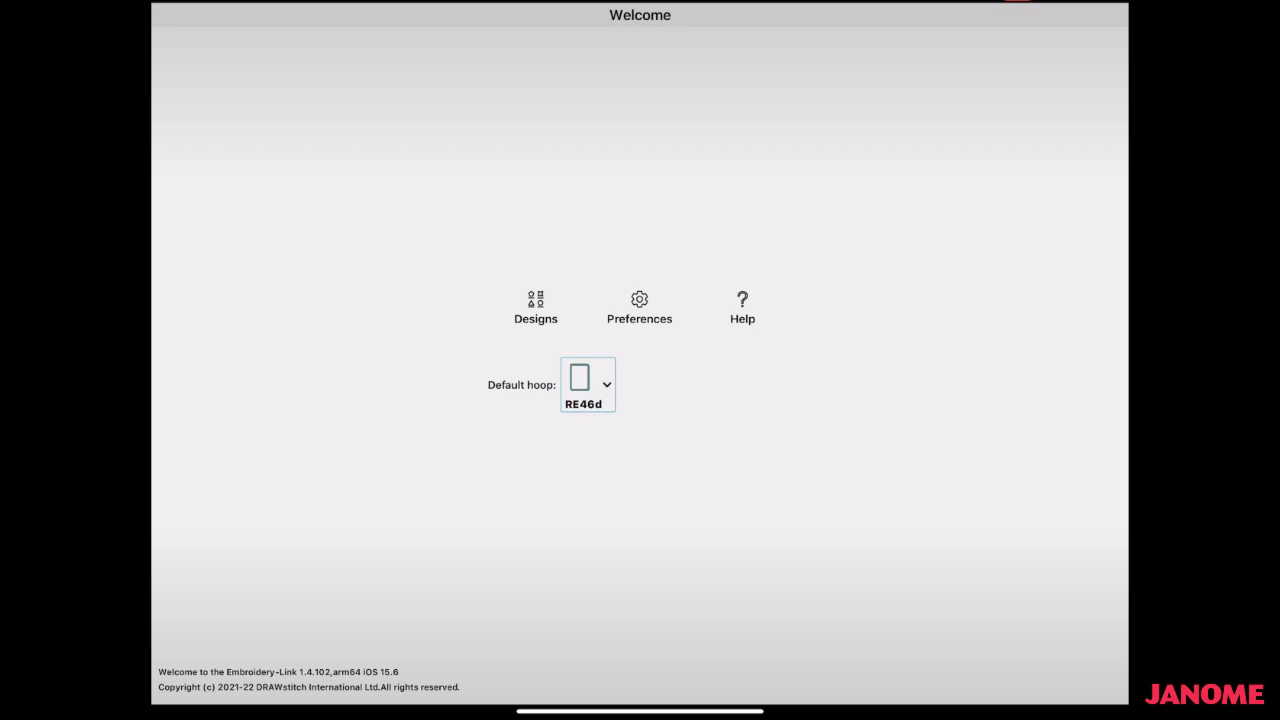 Welcome
Designs
Preferences
Help
Default hoop:
RE46d
Welcome to the Embroidery-Link 1.4.102,arm64 iOS 15.6
Copyright (c) 2021-22 DRAWstitch International Ltd.All rights reserved.
JANOME